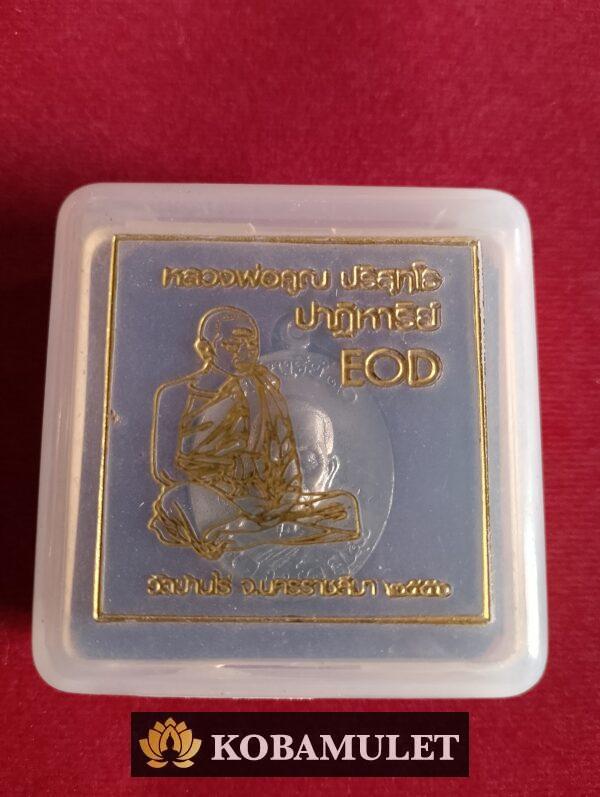 หลวงพ่อคูณ ปริสุทโธ
ปาฏิหาริย์
EOD
วัดบ้านไร่ จ.นครราชสีมา ๒๕๕๖
KOBAMULET